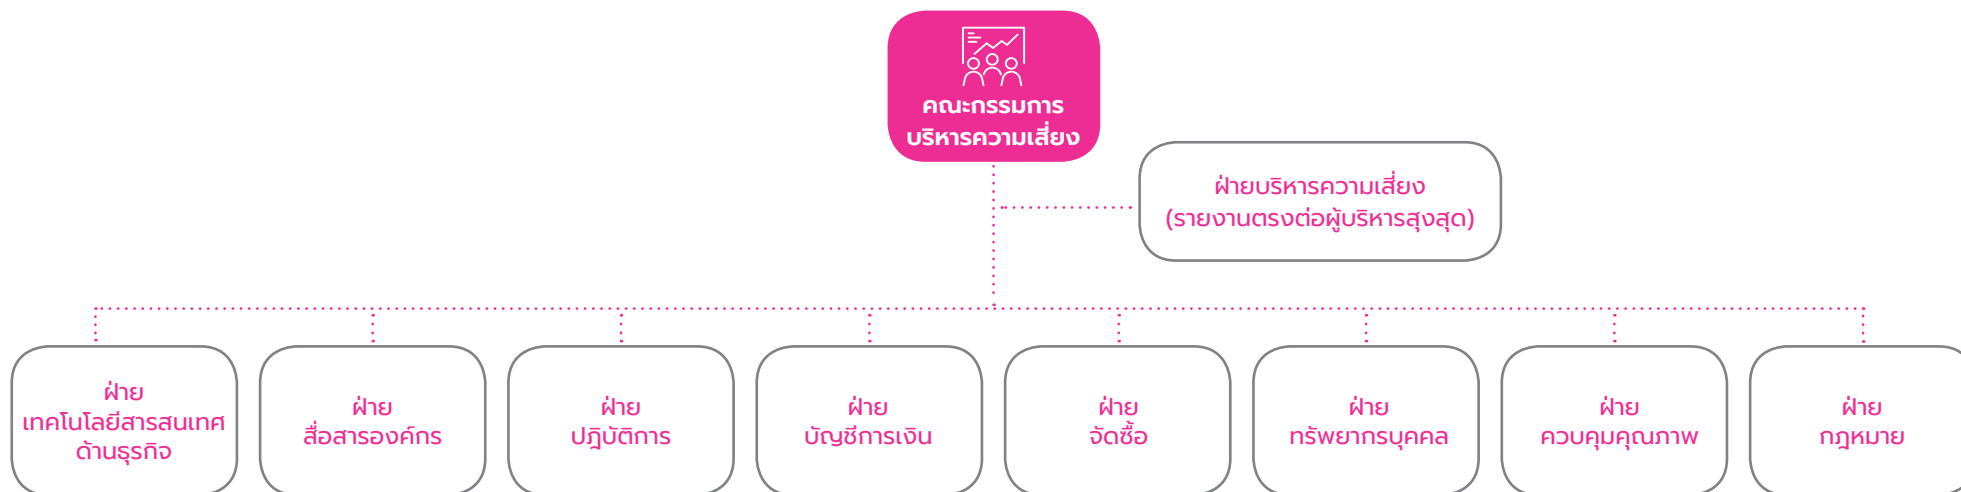 คณะกรรมการ
บริหารความเสี่ยง
ฝ่ายบริหารความเสี่ยง
(รายงานตรงต่อผู้บริหารสูงสุด)
ฝ่าย
เทคโนโลยีสารสนเทศ
ด้านธุรกิจ
ฝ่าย
สื่อสารองค์กร
ฝ่าย
ปฎิบัติการ
ฝ่าย
บัญชีการเงิน
ฝ่าย
จัดซื้อ
ฝ่าย
ทรัพยากรบุคคล
ฝ่าย
ควบคุมคุณภาพ
ฝ่าย
กฎหมาย